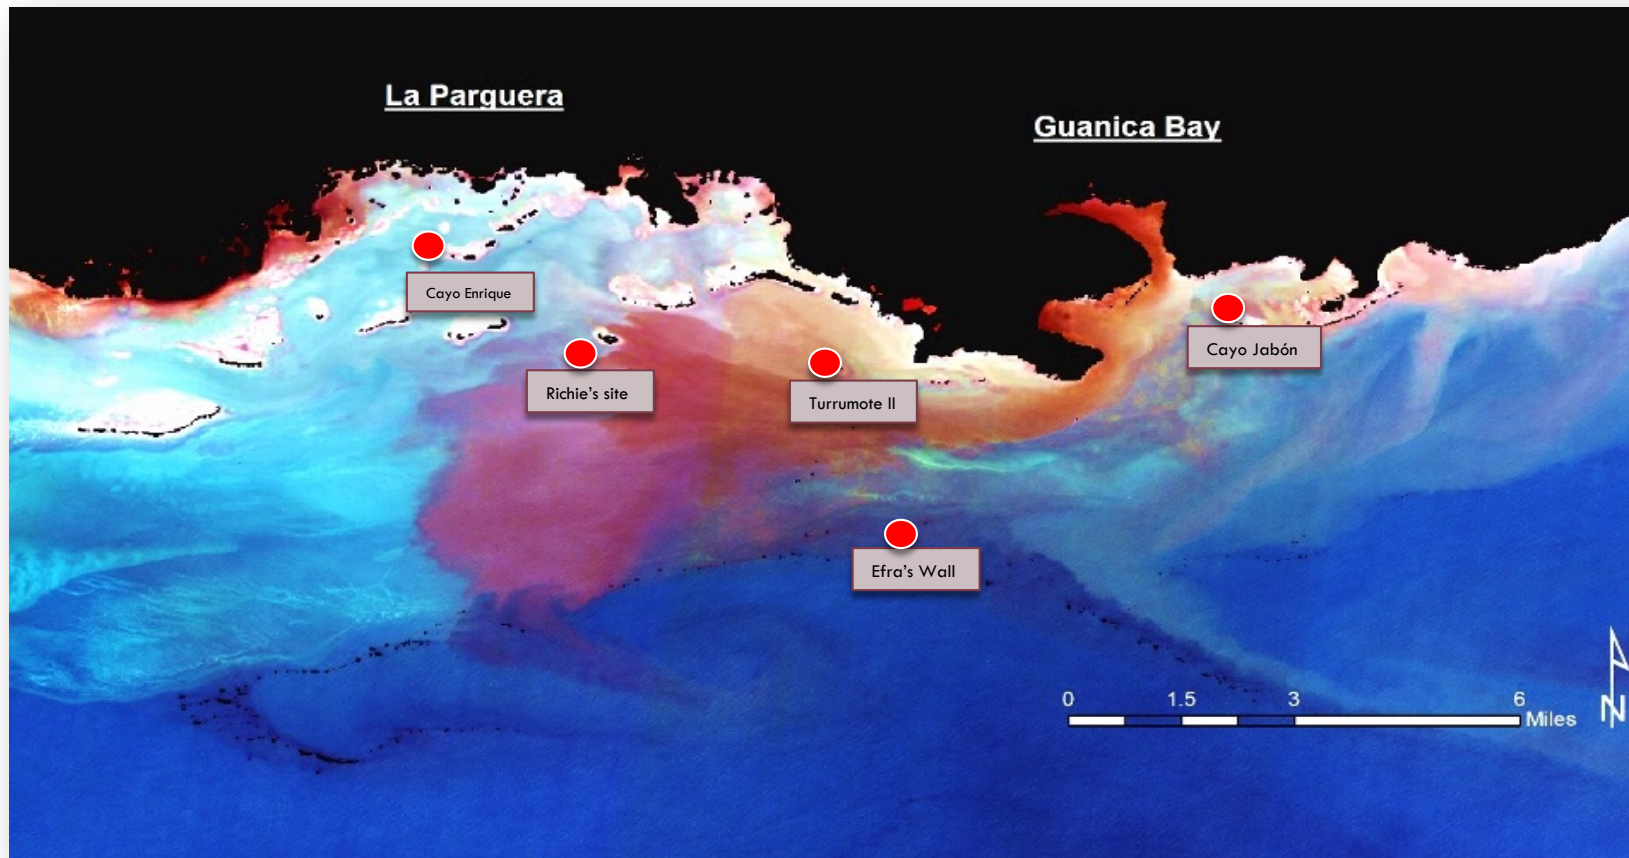 La Parguera
Guanica Bay
Cayo Enrique
Cayo Jabón
Richie's site
Turrumote II
Efra's Wall
0 1.5 3 6
Miles
N